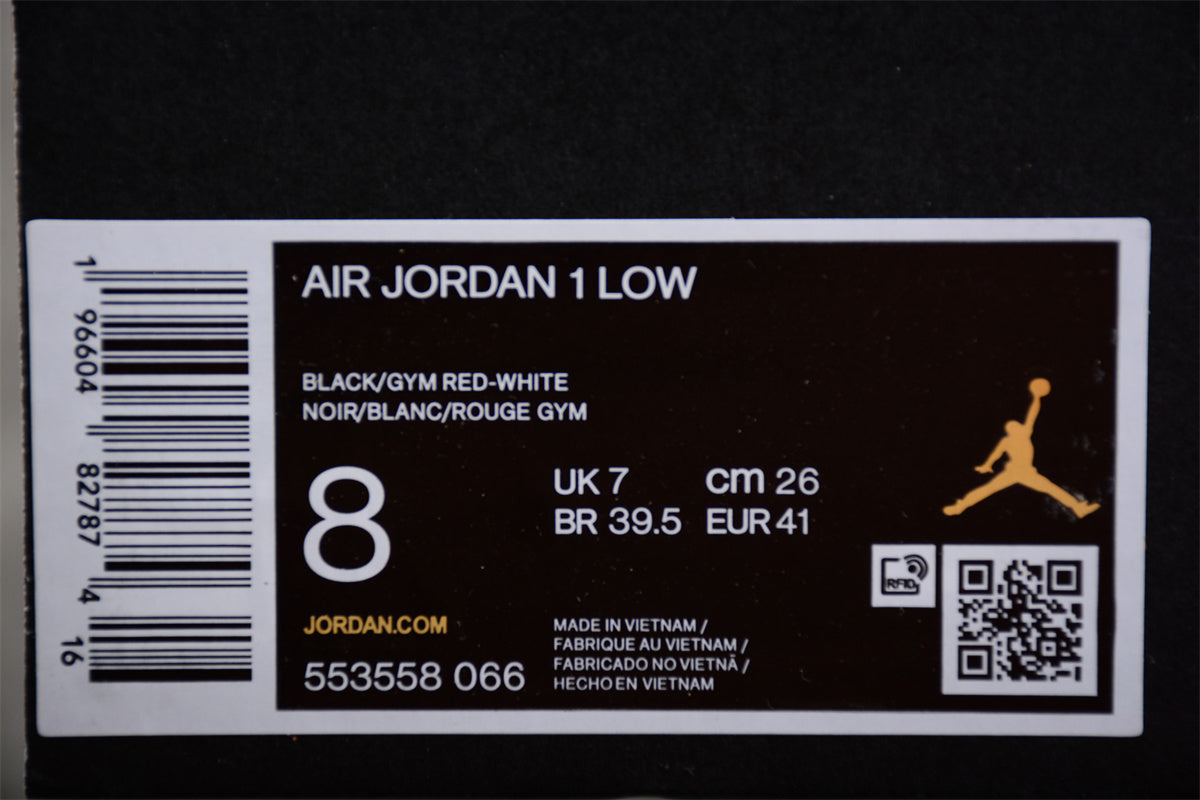 AIR JORDAN 1 LOW
BLACK/GYM RED-WHITE
NOIR/BLANC/ROUGE GYM
8
UK 7 cm 26
BR 39.5 EUR 41
JORDAN.COM
553558 066
MADE IN VIETNAM /
FABRIQUE AU VIETNAM /
FABRICADO NO VIETNÃ /
HECHO EN VIETNAM
RFID
1 96604 82787 4 16